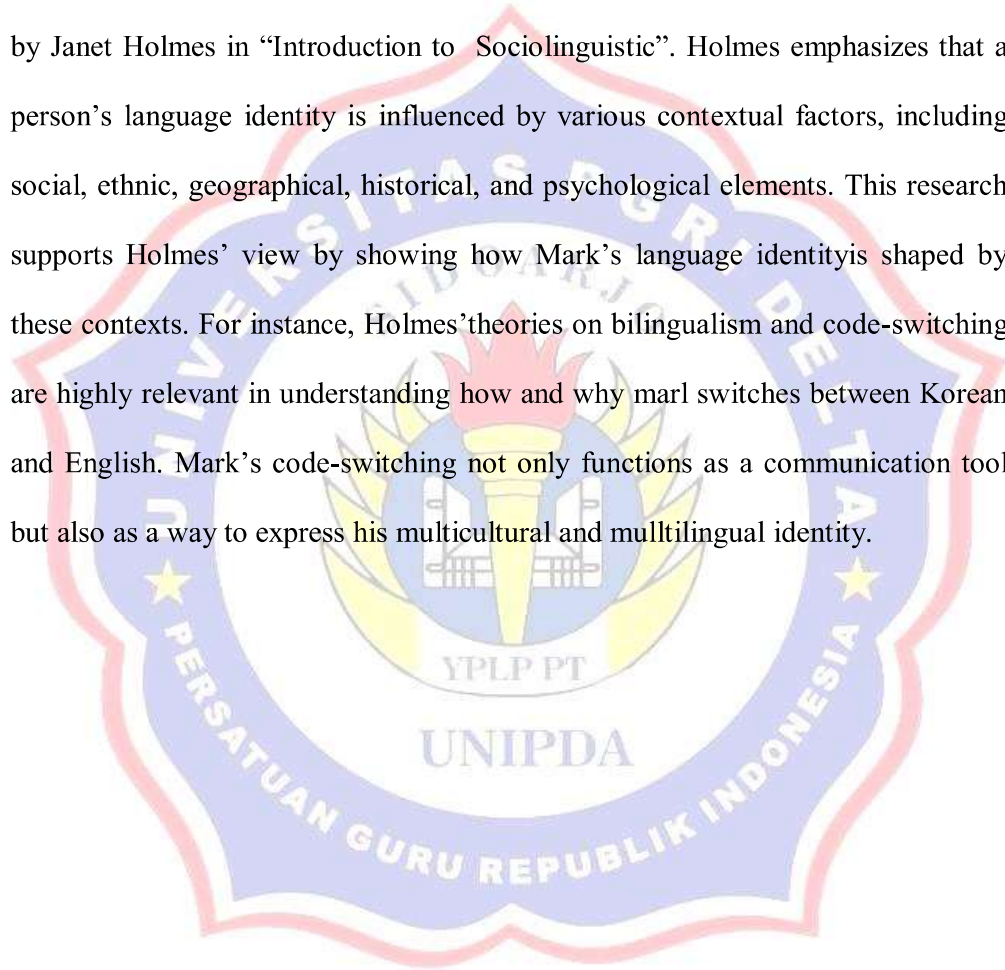 by Janet Holmes in “Introduction to  Sociolinguistic”. Holmes emphasizes that a
person’s language identity is influenced by various contextual factors, including
social, ethnic, geographical, historical, and psychological elements. This research
supports Holmes’ view by showing how Mark’s language identityis shaped by
these contexts. For instance, Holmes’theories on bilingualism and code-switching
are highly relevant in understanding how and why marl switches between Korean
and English. Mark’s code-switching not only functions as a communication tool
but also as a way to express his multicultural and mulltilingual identity.
UNIVERSITAS PGRI DELTA
SIDOARJO
YPLP PT
UNIPDA
PERSATUAN GURU REPUBLIK INDONESIA